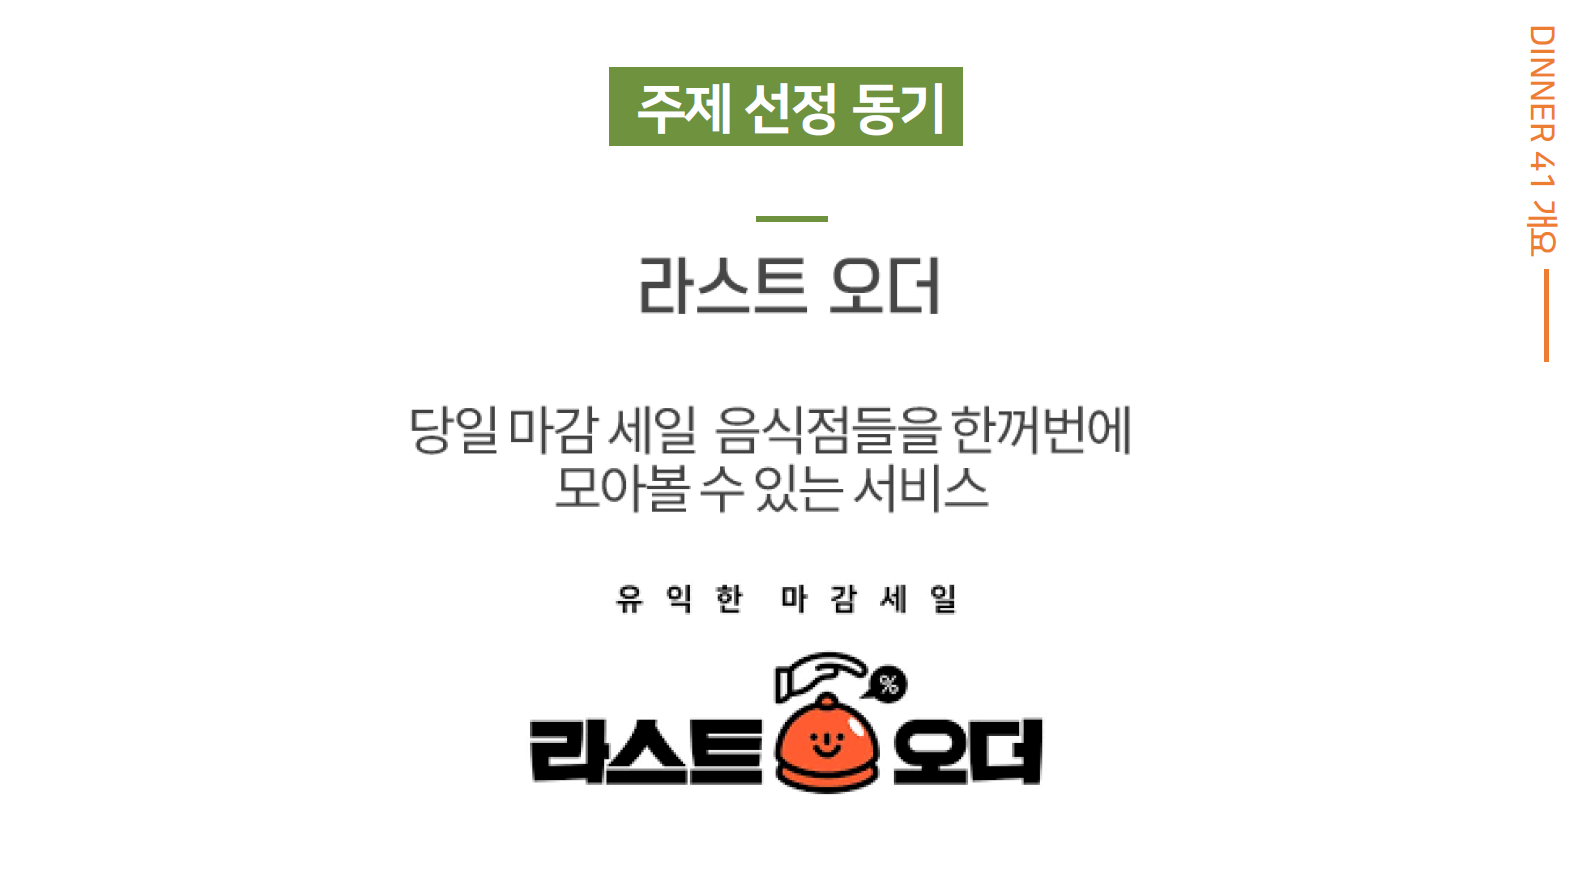 주제 선정 동기
라스트 오더
당일 마감 세일 음식점들을 한꺼번에
모아볼 수 있는 서비스
유익한 마감세일
%
라스트 오더
DINNER 41 개요